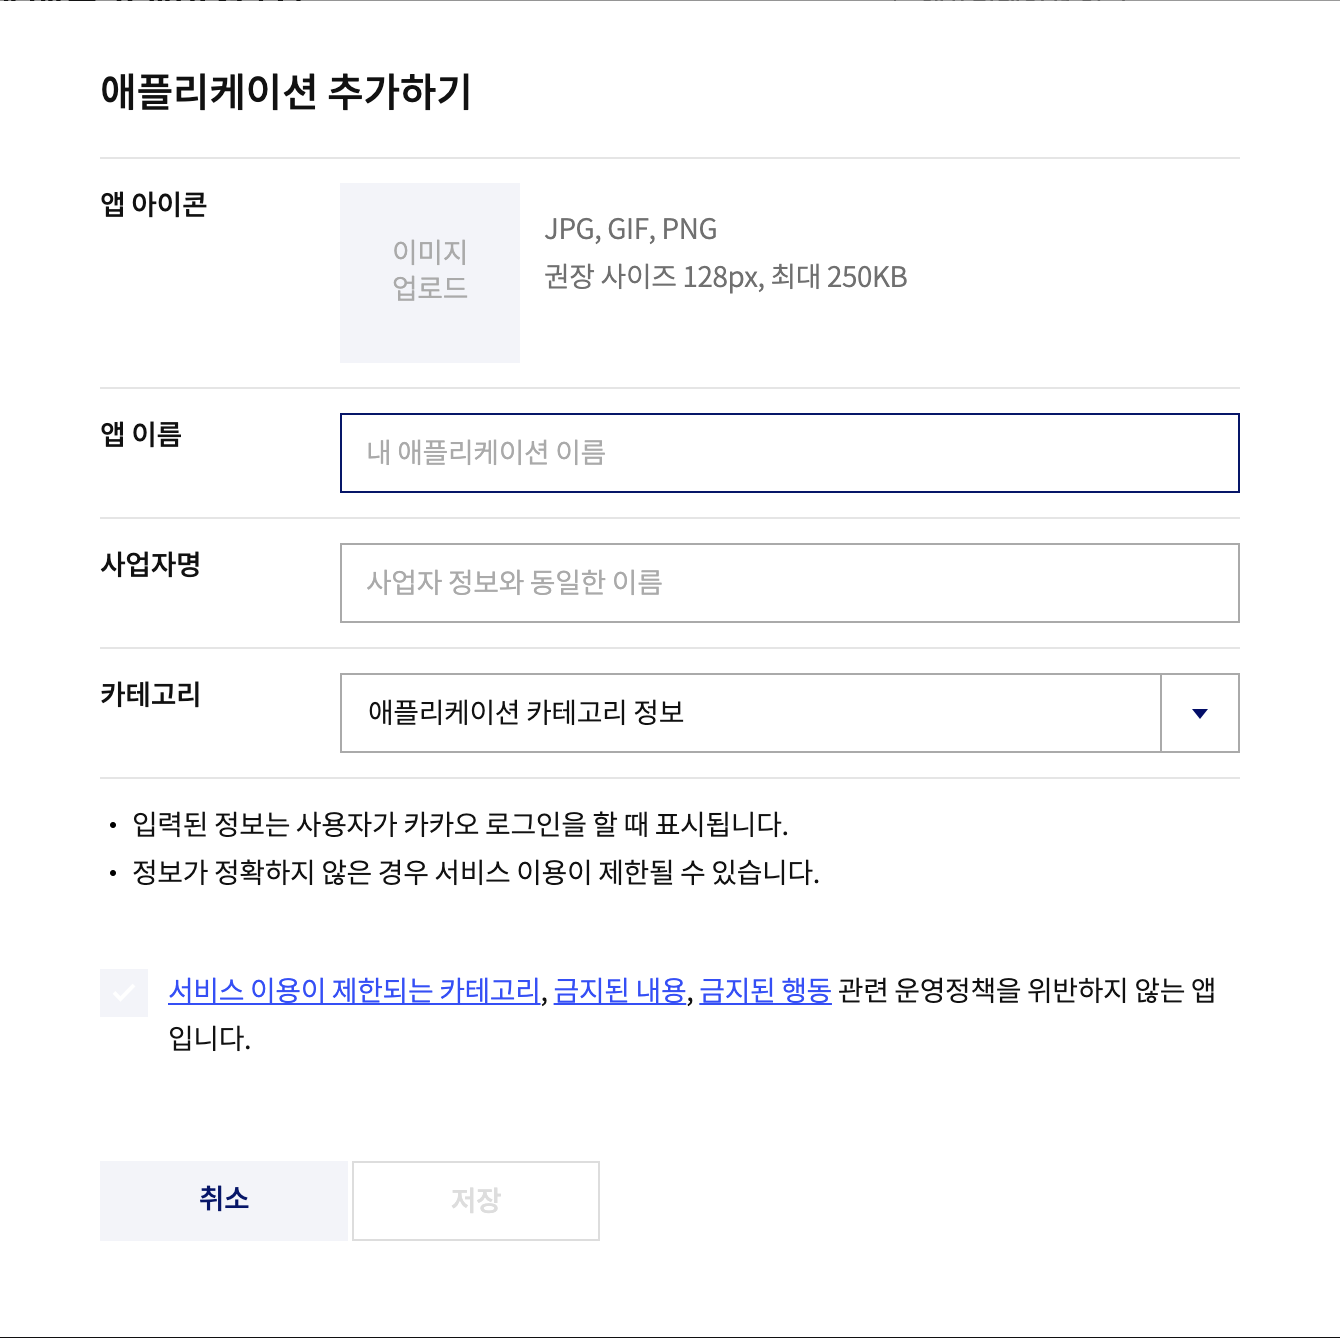 애플리케이션 추가하기
앱 아이콘
이미지
업로드
JPG, GIF, PNG
권장 사이즈 128px, 최대 250KB
앱 이름
내 애플리케이션 이름
사업자명
사업자 정보와 동일한 이름
카테고리
애플리케이션 카테고리 정보
• 입력된 정보는 사용자가 카카오 로그인을 할 때 표시됩니다.
• 정보가 정확하지 않은 경우 서비스 이용이 제한될 수 있습니다.
서비스 이용이 제한되는 카테고리, 금지된 내용, 금지된 행동 관련 운영정책을 위반하지 않는 앱
입니다.
취소
저장